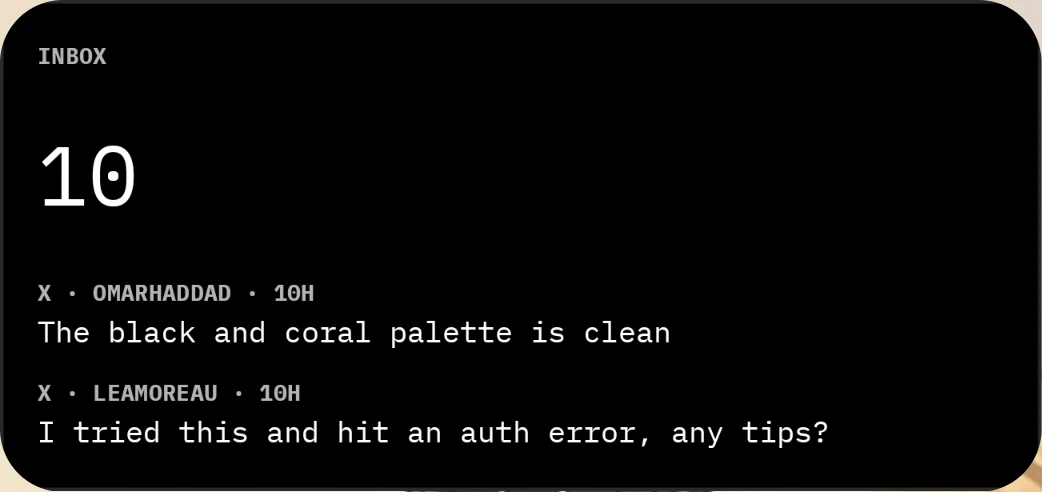 INBOX
10
X · OMARHADDAD · 10H
The black and coral palette is clean
X · LEAMOREAU · 10H
I tried this and hit an auth error, any tips?